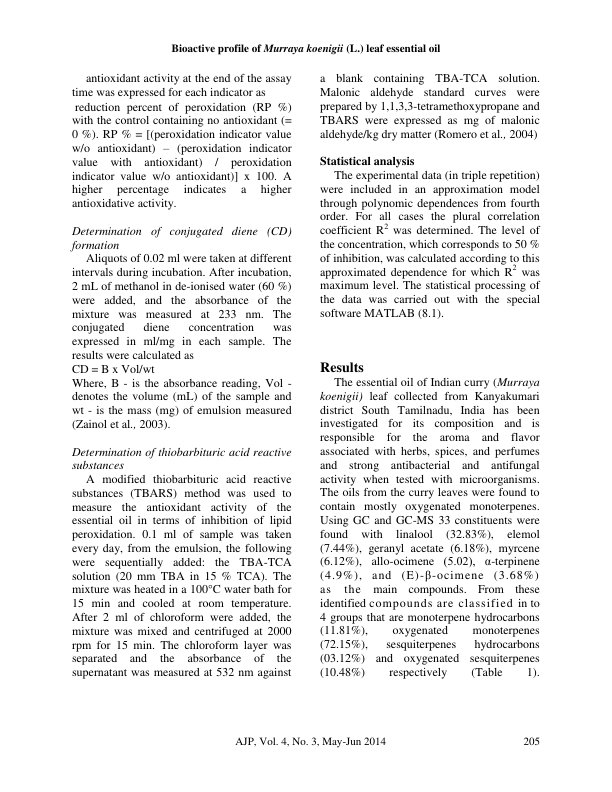 Bioactive profile of Murraya koenigii (L.) leaf essential oil
antioxidant activity at the end of the assay
time was expressed for each indicator as
reduction percent of peroxidation (RP %)
with the control containing no antioxidant (=
0 %). RP % = [(peroxidation indicator value
w/o antioxidant) – (peroxidation indicator
value with antioxidant) / peroxidation
indicator value w/o antioxidant)] x 100. A
higher percentage indicates a higher
antioxidative activity.
Determination of conjugated diene (CD)
formation
Aliquots of 0.02 ml were taken at different
intervals during incubation. After incubation,
2 mL of methanol in de-ionised water (60 %)
were added, and the absorbance of the
mixture was measured at 233 nm. The
conjugated diene concentration was
expressed in ml/mg in each sample. The
results were calculated as
CD = B x Vol/wt
Where, B - is the absorbance reading, Vol -
denotes the volume (mL) of the sample and
wt - is the mass (mg) of emulsion measured
(Zainol et al., 2003).
Determination of thiobarbituric acid reactive
substances
A modified thiobarbituric acid reactive
substances (TBARS) method was used to
measure the antioxidant activity of the
essential oil in terms of inhibition of lipid
peroxidation. 0.1 ml of sample was taken
every day, from the emulsion, the following
were sequentially added: the TBA-TCA
solution (20 mm TBA in 15 % TCA). The
mixture was heated in a 100°C water bath for
15 min and cooled at room temperature.
After 2 ml of chloroform were added, the
mixture was mixed and centrifuged at 2000
rpm for 15 min. The chloroform layer was
separated and the absorbance of the
supernatant was measured at 532 nm against
a blank containing TBA-TCA solution.
Malonic aldehyde standard curves were
prepared by 1,1,3,3-tetramethoxypropane and
TBARS were expressed as mg of malonic
aldehyde/kg dry matter (Romero et al., 2004)
Statistical analysis
The experimental data (in triple repetition)
were included in an approximation model
through polynomic dependences from fourth
order. For all cases the plural correlation
coefficient R² was determined. The level of
the concentration, which corresponds to 50 %
of inhibition, was calculated according to this
approximated dependence for which R² was
maximum level. The statistical processing of
the data was carried out with the special
software MATLAB (8.1).
Results
The essential oil of Indian curry (Murraya
koenigii) leaf collected from Kanyakumari
district South Tamilnadu, India has been
investigated for its composition and is
responsible for the aroma and flavor
associated with herbs, spices, and perfumes
and strong antibacterial and antifungal
activity when tested with microorganisms.
The oils from the curry leaves were found to
contain mostly oxygenated monoterpenes.
Using GC and GC-MS 33 constituents were
found with linalool (32.83%), elemol
(7.44%), geranyl acetate (6.18%), myrcene
(6.12%), allo-ocimene (5.02), α-terpinene
(4.9%), and (E)-β-ocimene (3.68%)
as the main compounds. From these
identified compounds are classified in to
4 groups that are monoterpene hydrocarbons
(11.81%), oxygenated monoterpenes
(72.15%), sesquiterpenes hydrocarbons
(03.12%) and oxygenated sesquiterpenes
(10.48%) respectively (Table 1).
AJP, Vol. 4, No. 3, May-Jun 2014 205